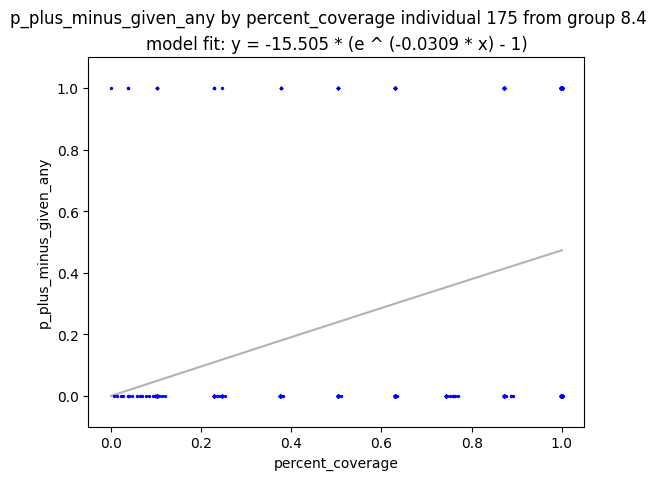 p_plus_minus_given_any by percent_coverage individual 175 from group 8.4
model fit: y = -15.505 * (e ^ (-0.0309 * x) - 1)
1.0
0.8
0.6
0.4
0.2
0.0
p_plus_minus_given_any
0.0 0.2 0.4 0.6 0.8 1.0
percent_coverage